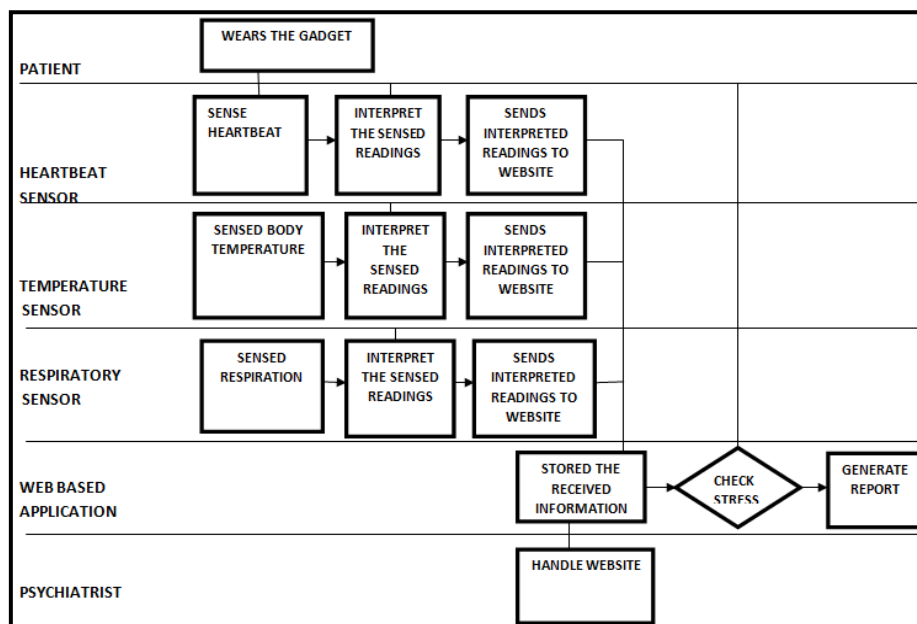 WEARS THE GADGET
PATIENT
SENSE
HEARTBEAT
INTERPRET
THE SENSED
READINGS
SENDS
INTERPRETED
READINGS TO
WEBSITE
HEARTBEAT
SENSOR
SENSED BODY
TEMPERATURE
INTERPRET
THE
SENSED
READINGS
SENDS
INTERPRETED
READINGS TO
WEBSITE
TEMPERATURE
SENSOR
SENSED
RESPIRATION
INTERPRET
THE SENSED
READINGS
SENDS
INTERPRETED
READINGS TO
WEBSITE
RESPIRATORY
SENSOR
STORED THE
RECEIVED
INFORMATION
CHECK
STRESS
GENERATE
REPORT
WEB BASED
APPLICATION
HANDLE WEBSITE
PSYCHIATRIST